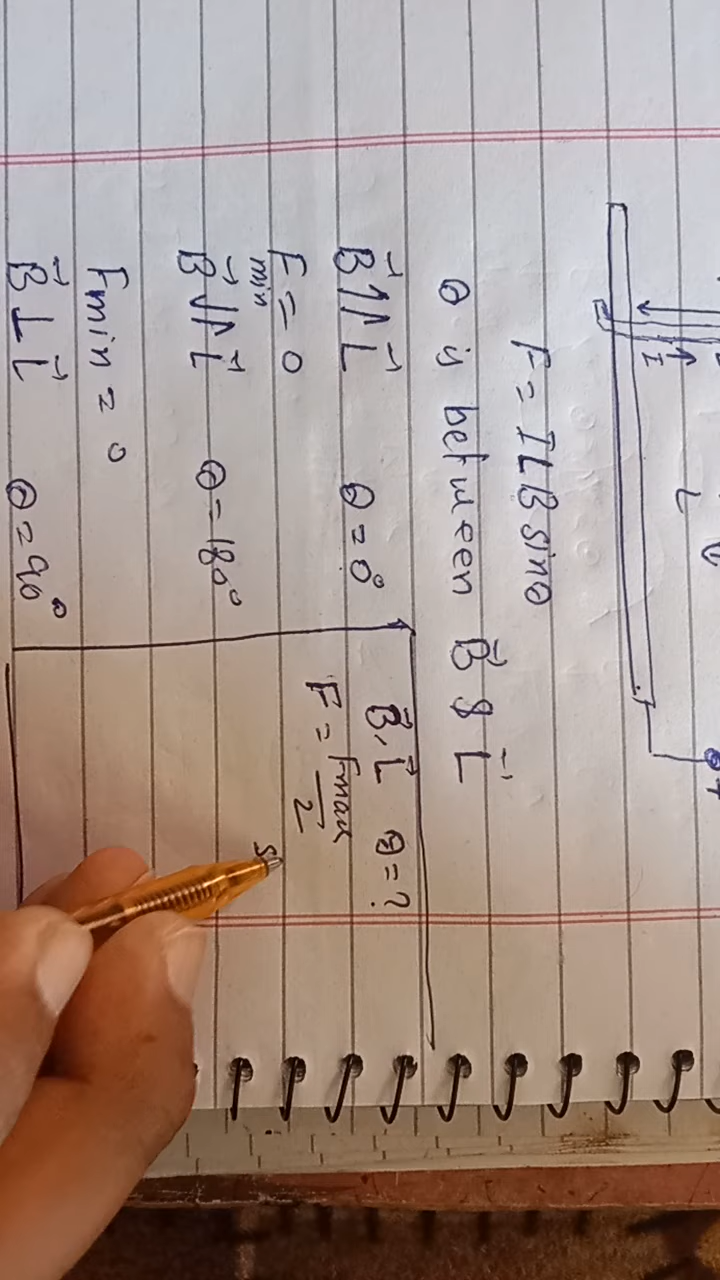 I
L
F = ILB sinθ
θ is between B⃗ & L⃗
B⃗ ↑↑ L⃗ θ = 0°
F min = 0
B⃗ ↓↑ L⃗ θ = 180°
Fmin = 0
B⃗ ⊥ L⃗ θ = 90°
B⃗, L⃗ θ = ?
F = Fmax / 2
s